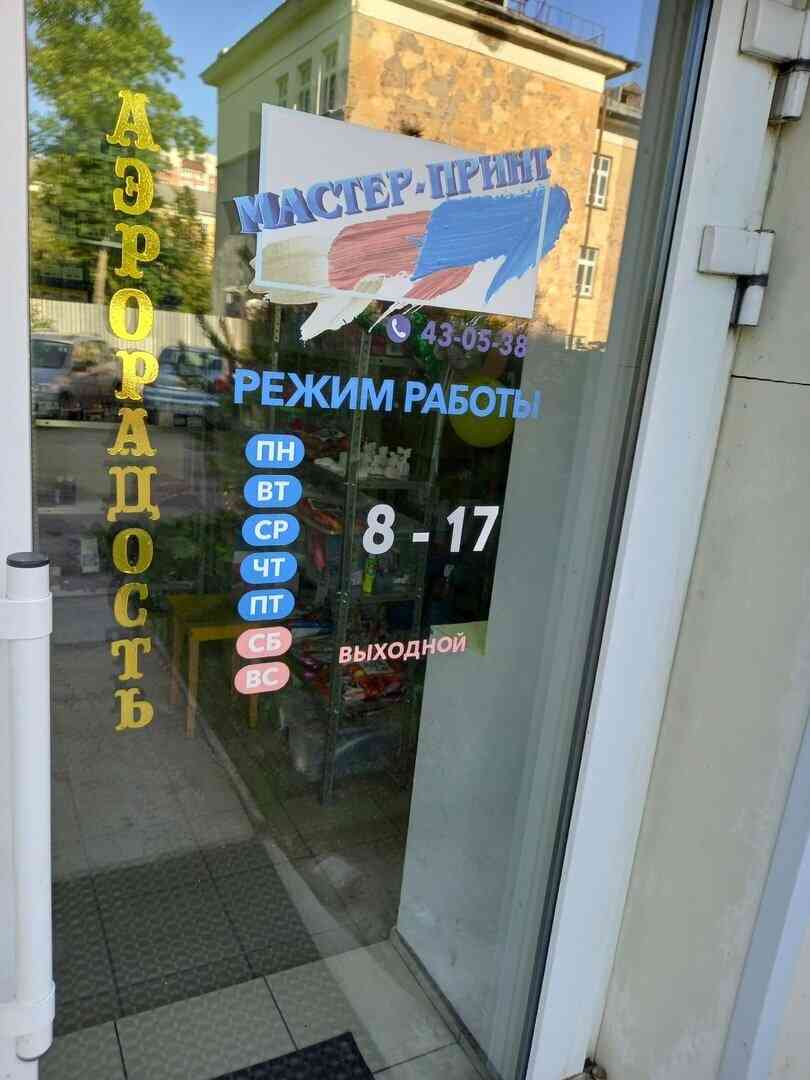 АЭРОРАДОСТЬ
МАСТЕР-ПРИНТ
43-05-38
РЕЖИМ РАБОТЫ
ПН
ВТ
СР
8 - 17
ЧТ
ПТ
СБ
ВЫХОДНОЙ
ВС